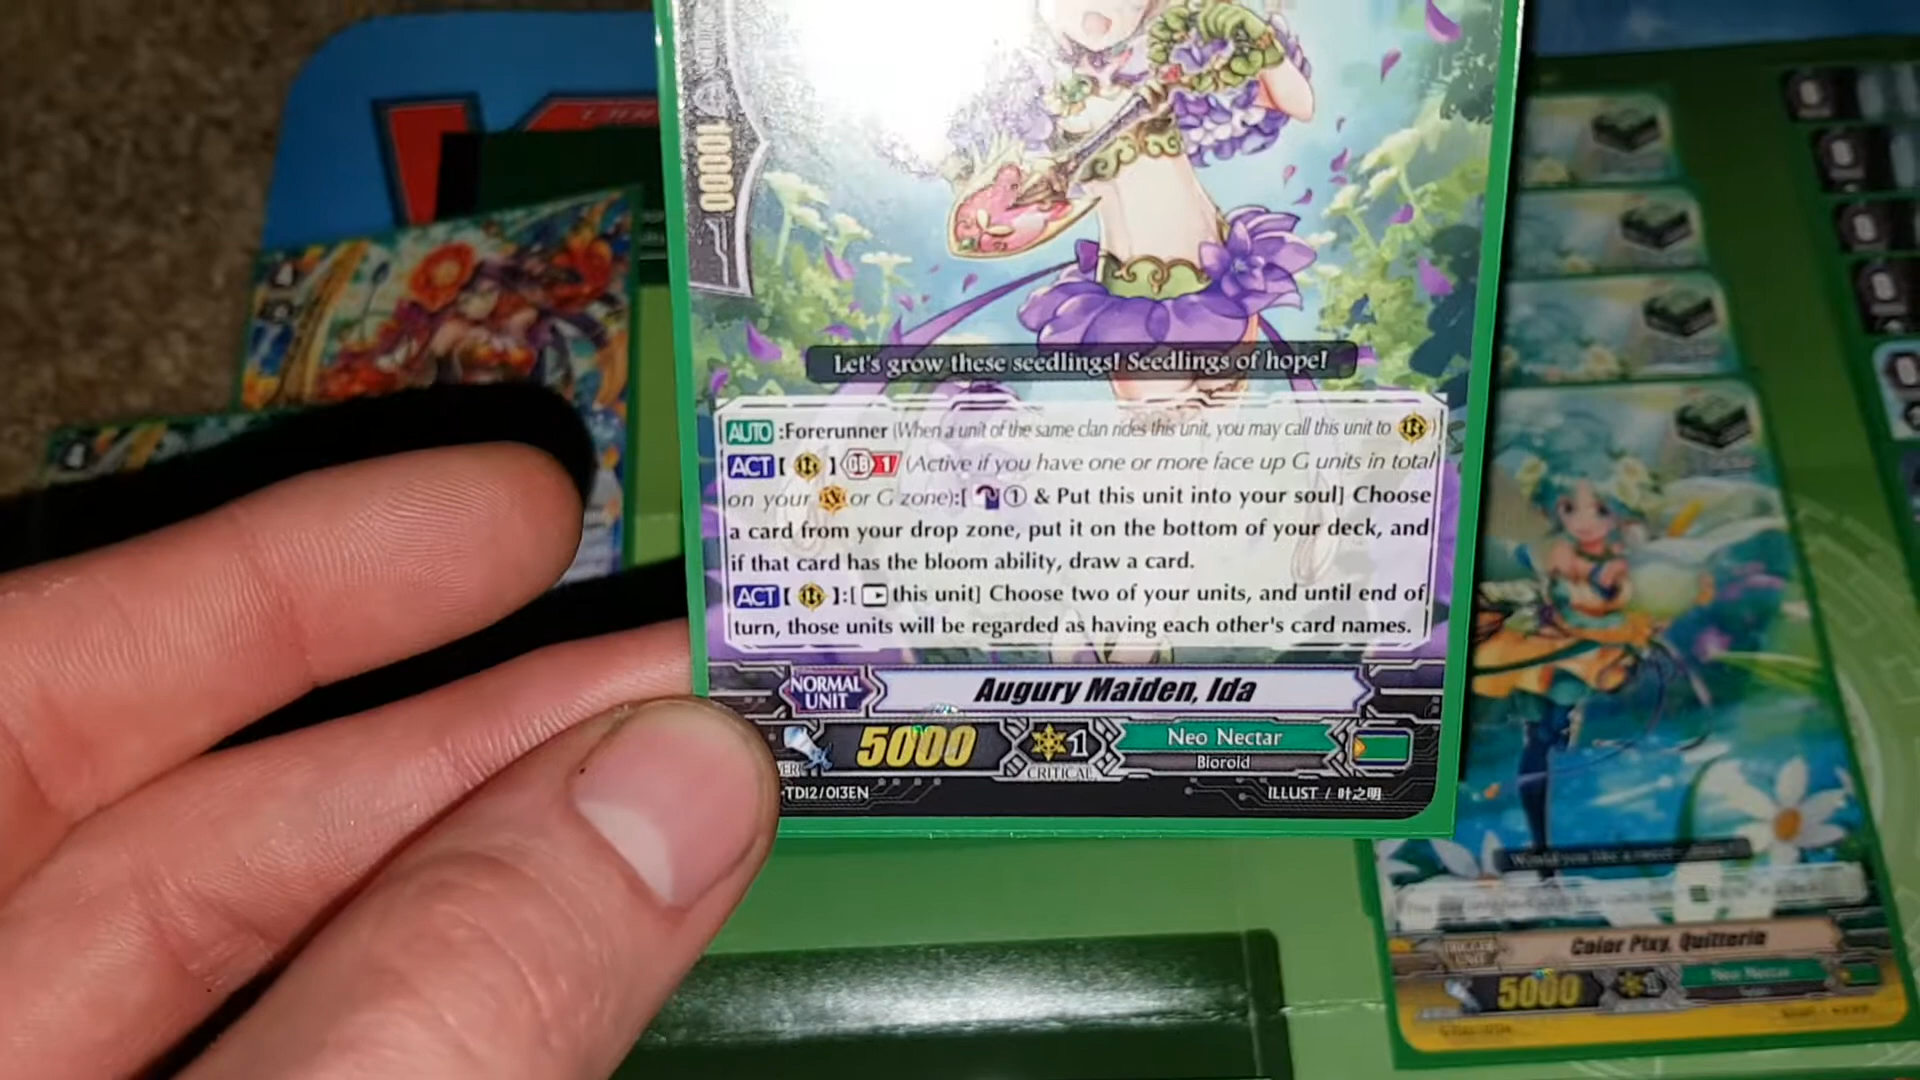 10000
Let's grow these seedlings! Seedlings of hope!
AUTO :Forerunner (When a unit of the same clan rides this unit, you may call this unit to )
ACT [ ] GB 1 (Active if you have one or more face up G units in total
on your or G zone):[ ① & Put this unit into your soul] Choose
a card from your drop zone, put it on the bottom of your deck, and
if that card has the bloom ability, draw a card.
ACT [ ]:[ this unit] Choose two of your units, and until end of
turn, those units will be regarded as having each other's card names.
NORMAL UNIT
Augury Maiden, Ida
5000
1
CRITICAL
Neo Nectar
Bioroid
TD12/013EN
ILLUST / 叶之明
Would you like a
Color Pixy, Quitteria
TRIGGER UNIT
5000
Neo Nectar